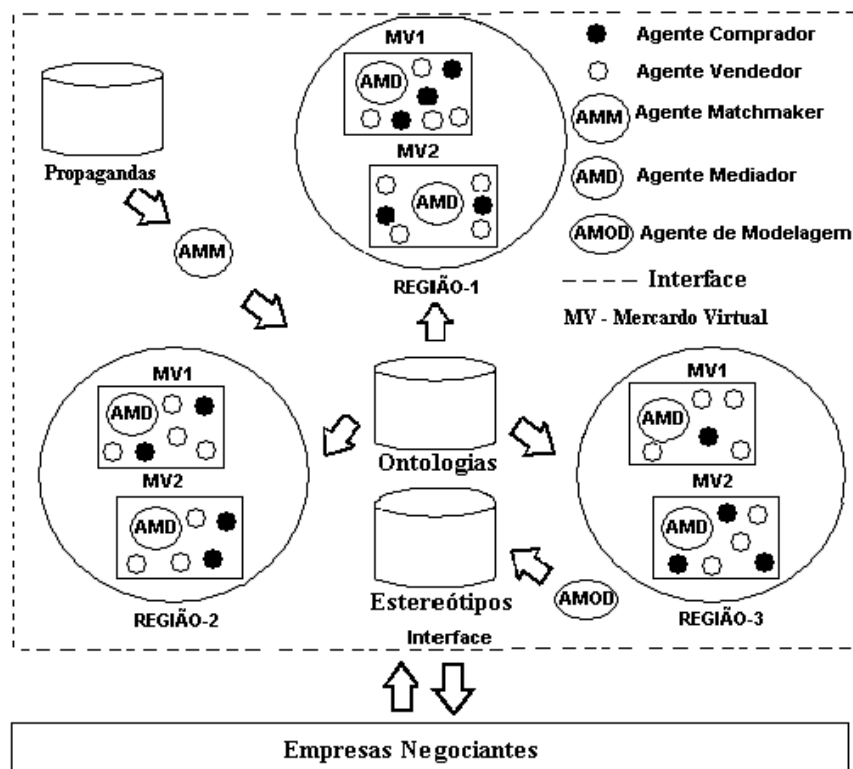 MV1
AMD
MV2
AMD
REGIÃO-1
Agente Comprador
Agente Vendedor
AMM Agente Matchmaker
AMD Agente Mediador
AMOD Agente de Modelagem
Interface
MV - Mercardo Virtual
Propagandas
AMM
MV1
AMD
MV2
AMD
REGIÃO-2
Ontologias
Estereótipos
AMOD
MV1
AMD
MV2
AMD
REGIÃO-3
Interface
Empresas Negociantes